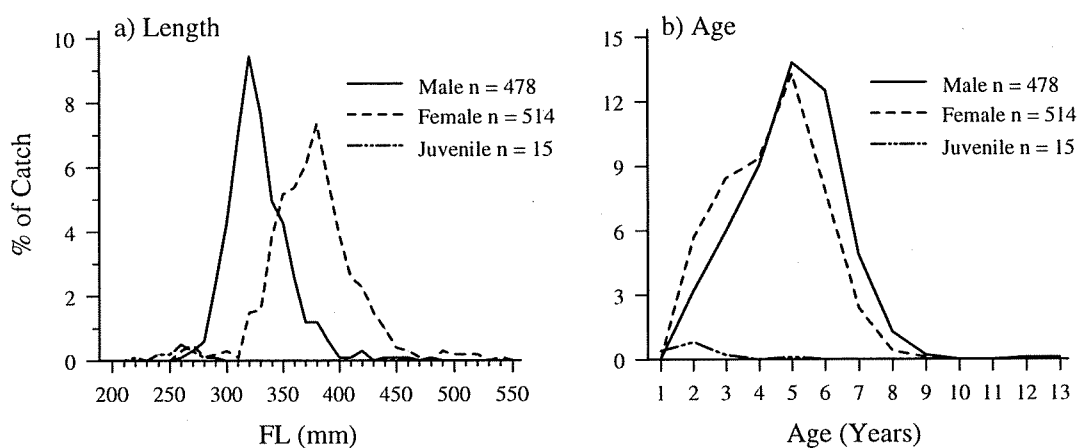 a) Length
10
8
6
4
2
0
% of Catch
Male n = 478
Female n = 514
Juvenile n = 15
200 250 300 350 400 450 500 550
FL (mm)
b) Age
15
12
9
6
3
0
Male n = 478
Female n = 514
Juvenile n = 15
1 2 3 4 5 6 7 8 9 10 11 12 13
Age (Years)